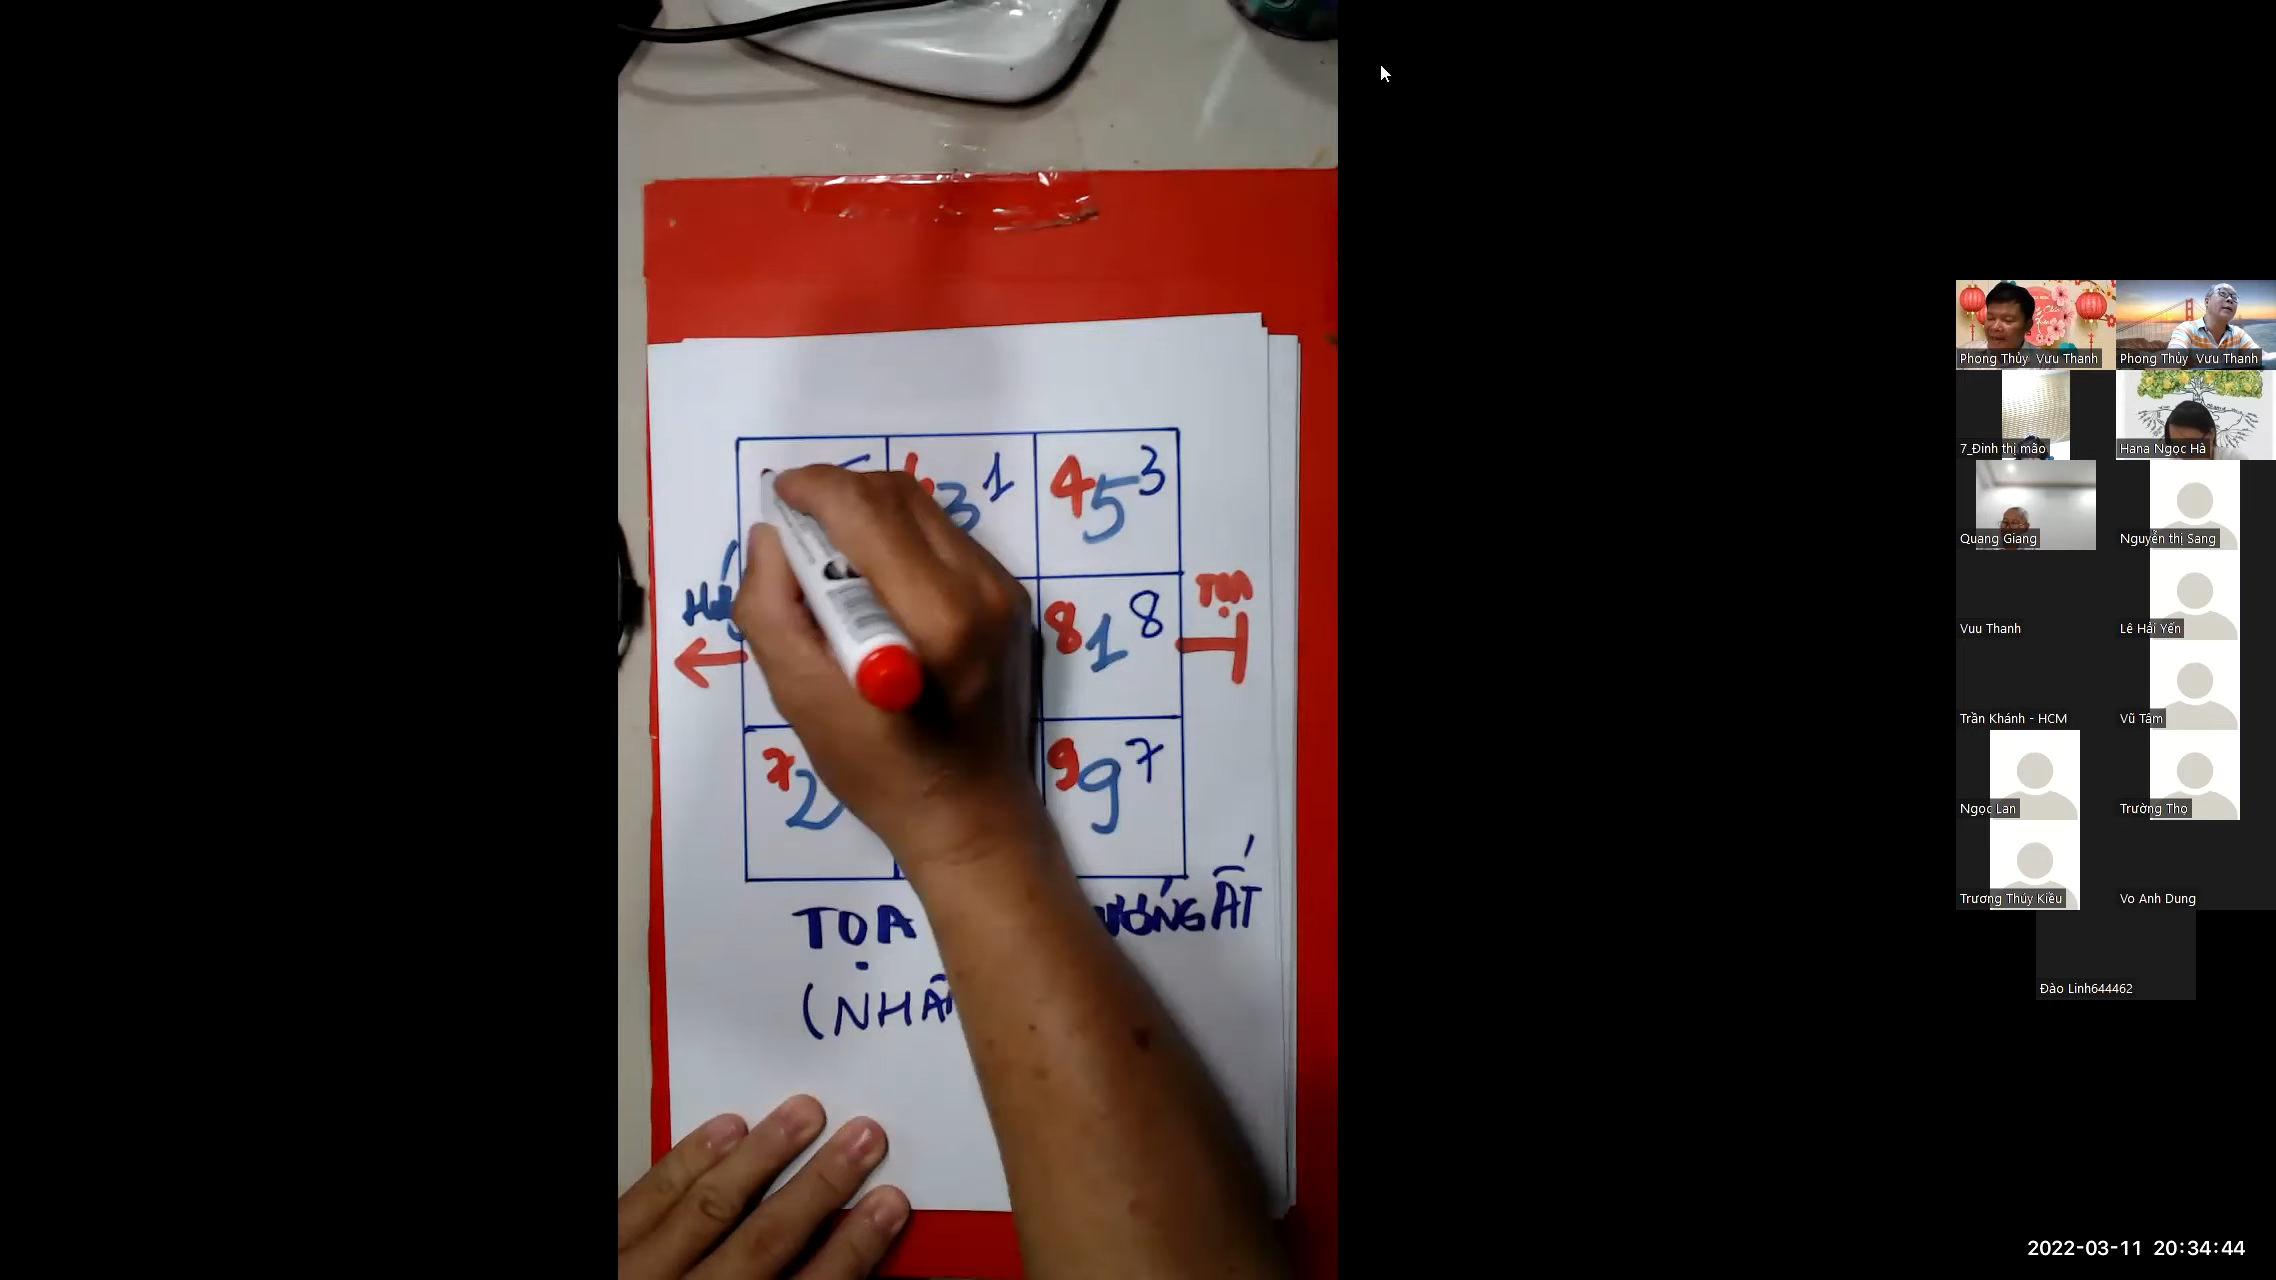 3 1
4 5 3
Tọa
8 1 8
7 2
9 9 7
TỌA
ƯỚNG ẤT
(NHÂ
Phong Thủy Vưu Thanh
Phong Thủy Vưu Thanh
7_Đinh thị mão
Hana Ngọc Hà
Quang Giang
Nguyễn thị Sang
Vuu Thanh
Lê Hải Yến
Trần Khánh - HCM
Vũ Tâm
Ngọc Lan
Trường Thọ
Trương Thúy Kiều
Vo Anh Dung
Đào Linh644462
2022-03-11 20:34:44